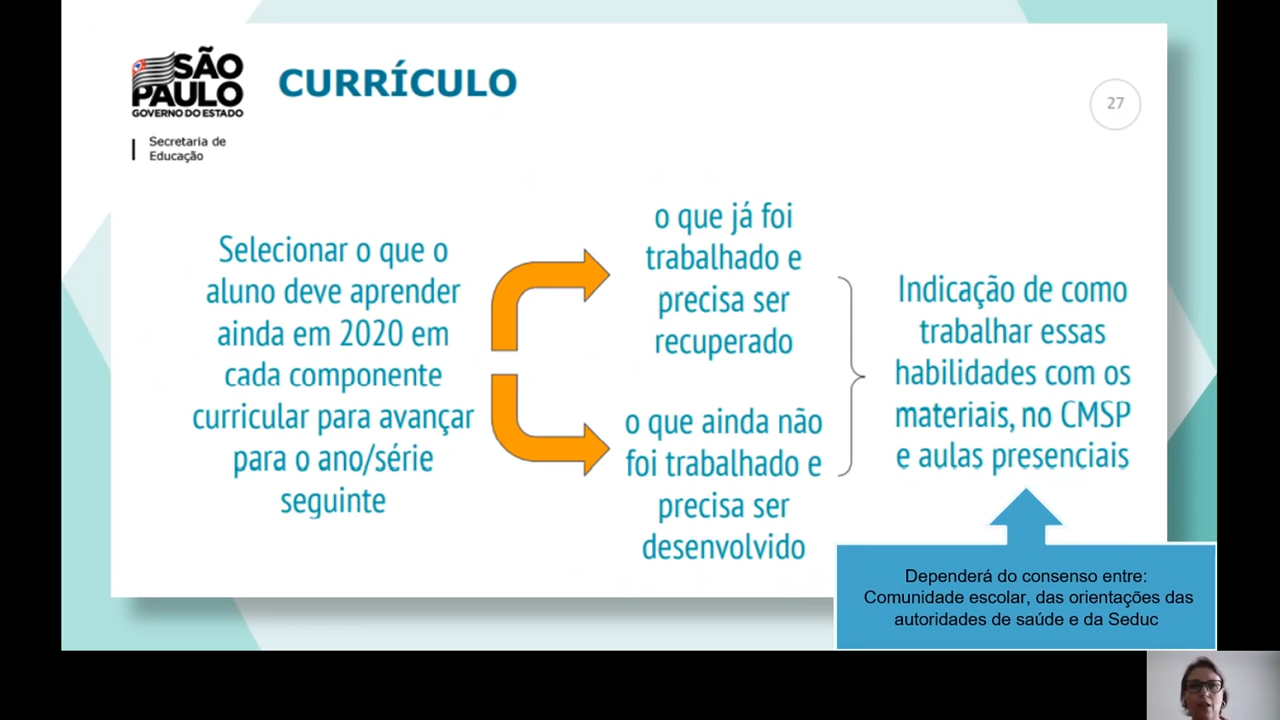 SÃO
PAULO
GOVERNO DO ESTADO
Secretaria de
Educação
CURRÍCULO
27
Selecionar o que o
aluno deve aprender
ainda em 2020 em
cada componente
curricular para avançar
para o ano/série
seguinte
o que já foi
trabalhado e
precisa ser
recuperado
o que ainda não
foi trabalhado e
precisa ser
desenvolvido
Indicação de como
trabalhar essas
habilidades com os
materiais, no CMSP
e aulas presenciais
Dependerá do consenso entre:
Comunidade escolar, das orientações das
autoridades de saúde e da Seduc